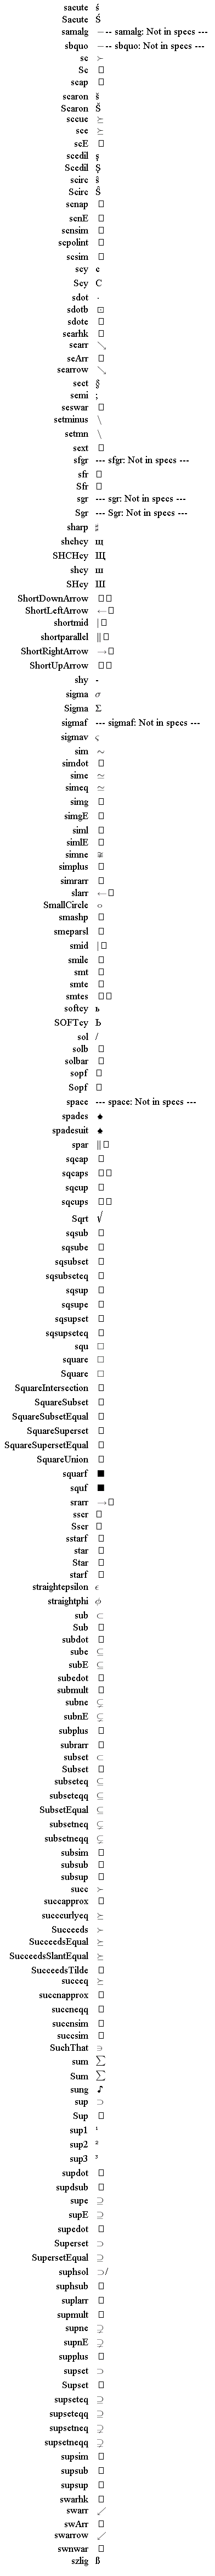 sacute ś
Sacute Ś
samalg --- samalg: Not in specs ---
sbquo --- sbquo: Not in specs ---
sc ≻
Sc □
scap □
scaron š
Scaron Š
sccue ⪰
sce ⪰
scE □
scedil ş
Scedil Ş
scirc ŝ
Scirc Ŝ
scnap □
scnE □
scnsim □
scpolint □
scsim □
scy с
Scy С
sdot ·
sdotb ⊡
sdote □
searhk □
searr ↘
seArr □
searrow ↘
sect §
semi ;
seswar □
setminus \
setmn \
sext □
sfgr --- sfgr: Not in specs ---
sfr □
Sfr □
sgr --- sgr: Not in specs ---
Sgr --- Sgr: Not in specs ---
sharp ♯
shchcy щ
SHCHcy Щ
shcy ш
SHcy Ш
ShortDownArrow □□
ShortLeftArrow ←□
shortmid |□
shortparallel ‖□
ShortRightArrow →□
ShortUpArrow □□
shy -
sigma σ
Sigma Σ
sigmaf --- sigmaf: Not in specs ---
sigmav ς
sim ∼
simdot □
sime ≃
simeq ≃
simg □
simgE □
siml □
simlE □
simne ≆
simplus □
simrarr □
slarr ←□
SmallCircle ○
smashp □
smeparsl □
smid |□
smile □
smt □
smte □
smtes □□
softcy ь
SOFTcy Ь
sol /
solb □
solbar □
sopf □
Sopf □
space --- space: Not in specs ---
spades ♠
spadesuit ♠
spar ‖□
sqcap □
sqcaps □□
sqcup □
sqcups □□
Sqrt √
sqsub □
sqsube □
sqsubset □
sqsubseteq □
sqsup □
sqsupe □
sqsupset □
sqsupseteq □
squ □
square □
Square □
SquareIntersection □
SquareSubset □
SquareSubsetEqual □
SquareSuperset □
SquareSupersetEqual □
SquareUnion □
squarf ■
squf ■
srarr →□
sscr □
Sscr □
sstarf □
star □
Star □
starf □
straightepsilon ϵ
straightphi ϕ
sub ⊂
Sub □
subdot □
sube ⊆
subE ⊆
subedot □
submult □
subne ⊊
subnE ⊊
subplus □
subrarr □
subset ⊂
Subset □
subseteq ⊆
subseteqq ⊆
SubsetEqual ⊆
subsetneq ⊊
subsetneqq ⊊
subsim □
subsub □
subsup □
succ ≻
succapprox □
succcurlyeq ⪰
Succeeds ≻
SucceedsEqual ⪰
SucceedsSlantEqual ⪰
SucceedsTilde □
succeq ⪰
succnapprox □
succneqq □
succnsim □
succsim □
SuchThat ∋
sum ∑
Sum ∑
sung ♪
sup ⊃
Sup □
sup1 ¹
sup2 ²
sup3 ³
supdot □
supdsub □
supe ⊇
supE ⊇
supedot □
Superset ⊃
SupersetEqual ⊇
suphsol ⊃/
suphsub □
suplarr □
supmult □
supne ⊋
supnE ⊋
supplus □
supset ⊃
Supset □
supseteq ⊇
supseteqq ⊇
supsetneq ⊋
supsetneqq ⊋
supsim □
supsub □
supsup □
swarhk □
swarr ↙
swArr □
swarrow ↙
swnwar □
szlig ß